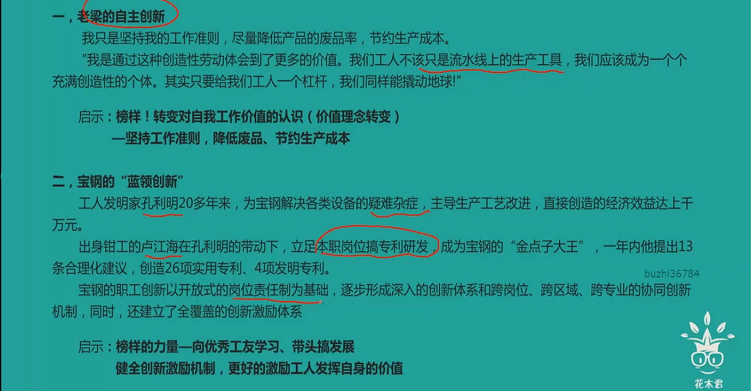 一，老梁的自主创新
我只是坚持我的工作准则，尽量降低产品的废品率，节约生产成本。
“我是通过这种创造性劳动体会到了更多的价值。我们工人不该只是流水线上的生产工具，我们应该成为一个个
充满创造性的个体。其实只要给我们工人一个杠杆，我们同样能撬动地球!”
启示：榜样！转变对自我工作价值的认识（价值理念转变）
—坚持工作准则，降低废品、节约生产成本
二，宝钢的“蓝领创新”
工人发明家孔利明20多年来，为宝钢解决各类设备的疑难杂症，主导生产工艺改进，直接创造的经济效益达上千
万元。
出身钳工的卢江海在孔利明的带动下，立足本职岗位搞专利研发，成为宝钢的“金点子大王”，一年内他提出13
条合理化建议，创造26项实用专利、4项发明专利。
buzhi36784
宝钢的职工创新以开放式的岗位责任制为基础，逐步形成深入的创新体系和跨岗位、跨区域、跨专业的协同创新
机制，同时，还建立了全覆盖的创新激励体系
启示：榜样的力量—向优秀工友学习、带头搞发展
健全创新激励机制，更好的激励工人发挥自身的价值
花木君